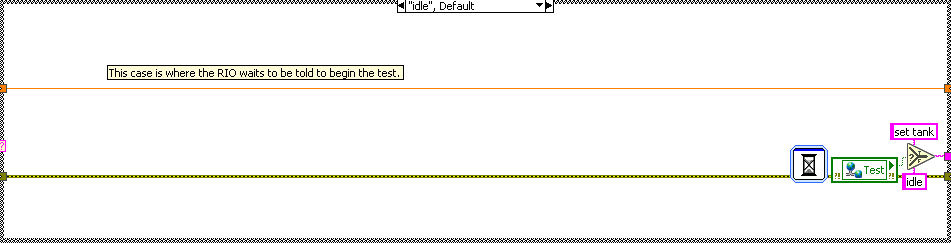 "idle", Default
This case is where the RIO waits to be told to begin the test.
set tank
?
T
?
F
?!
Test
?!
idle